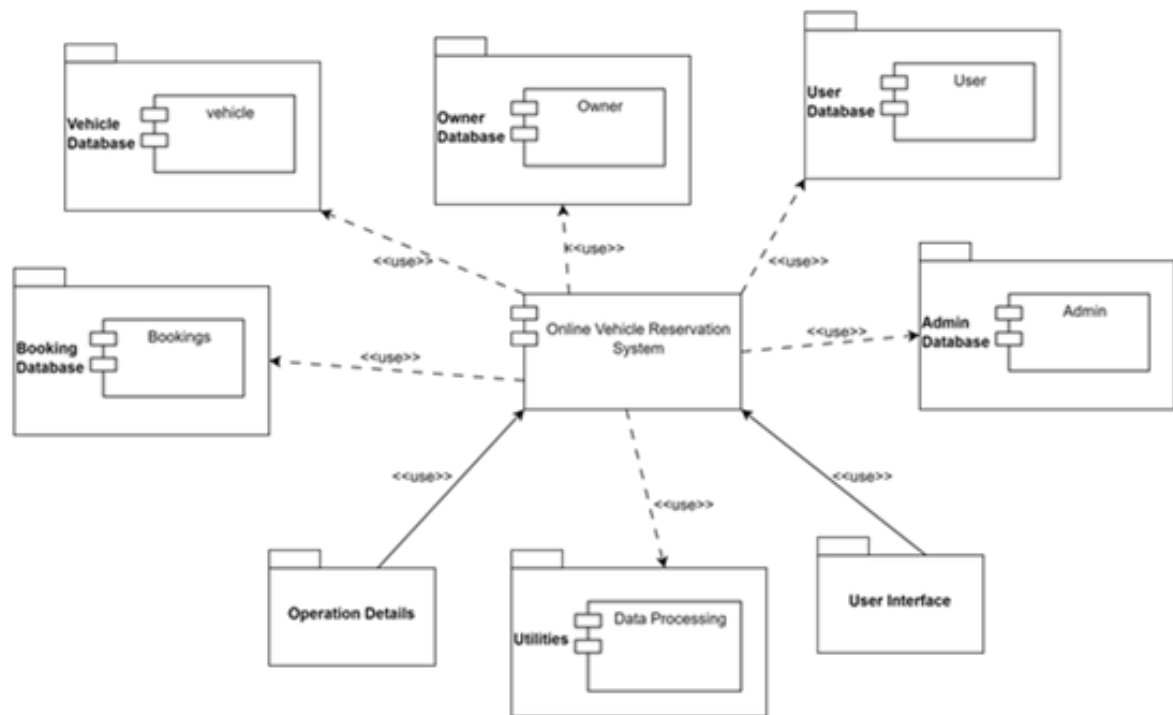 Vehicle
Database
vehicle
Owner
Database
Owner
User
Database
User
<<use>>
<<use>>
<<use>>
Booking
Database
Bookings
<<use>>
Online Vehicle Reservation
System
<<use>>
Admin
Database
Admin
<<use>>
<<use>>
<<use>>
Operation Details
Utilities
Data Processing
User Interface